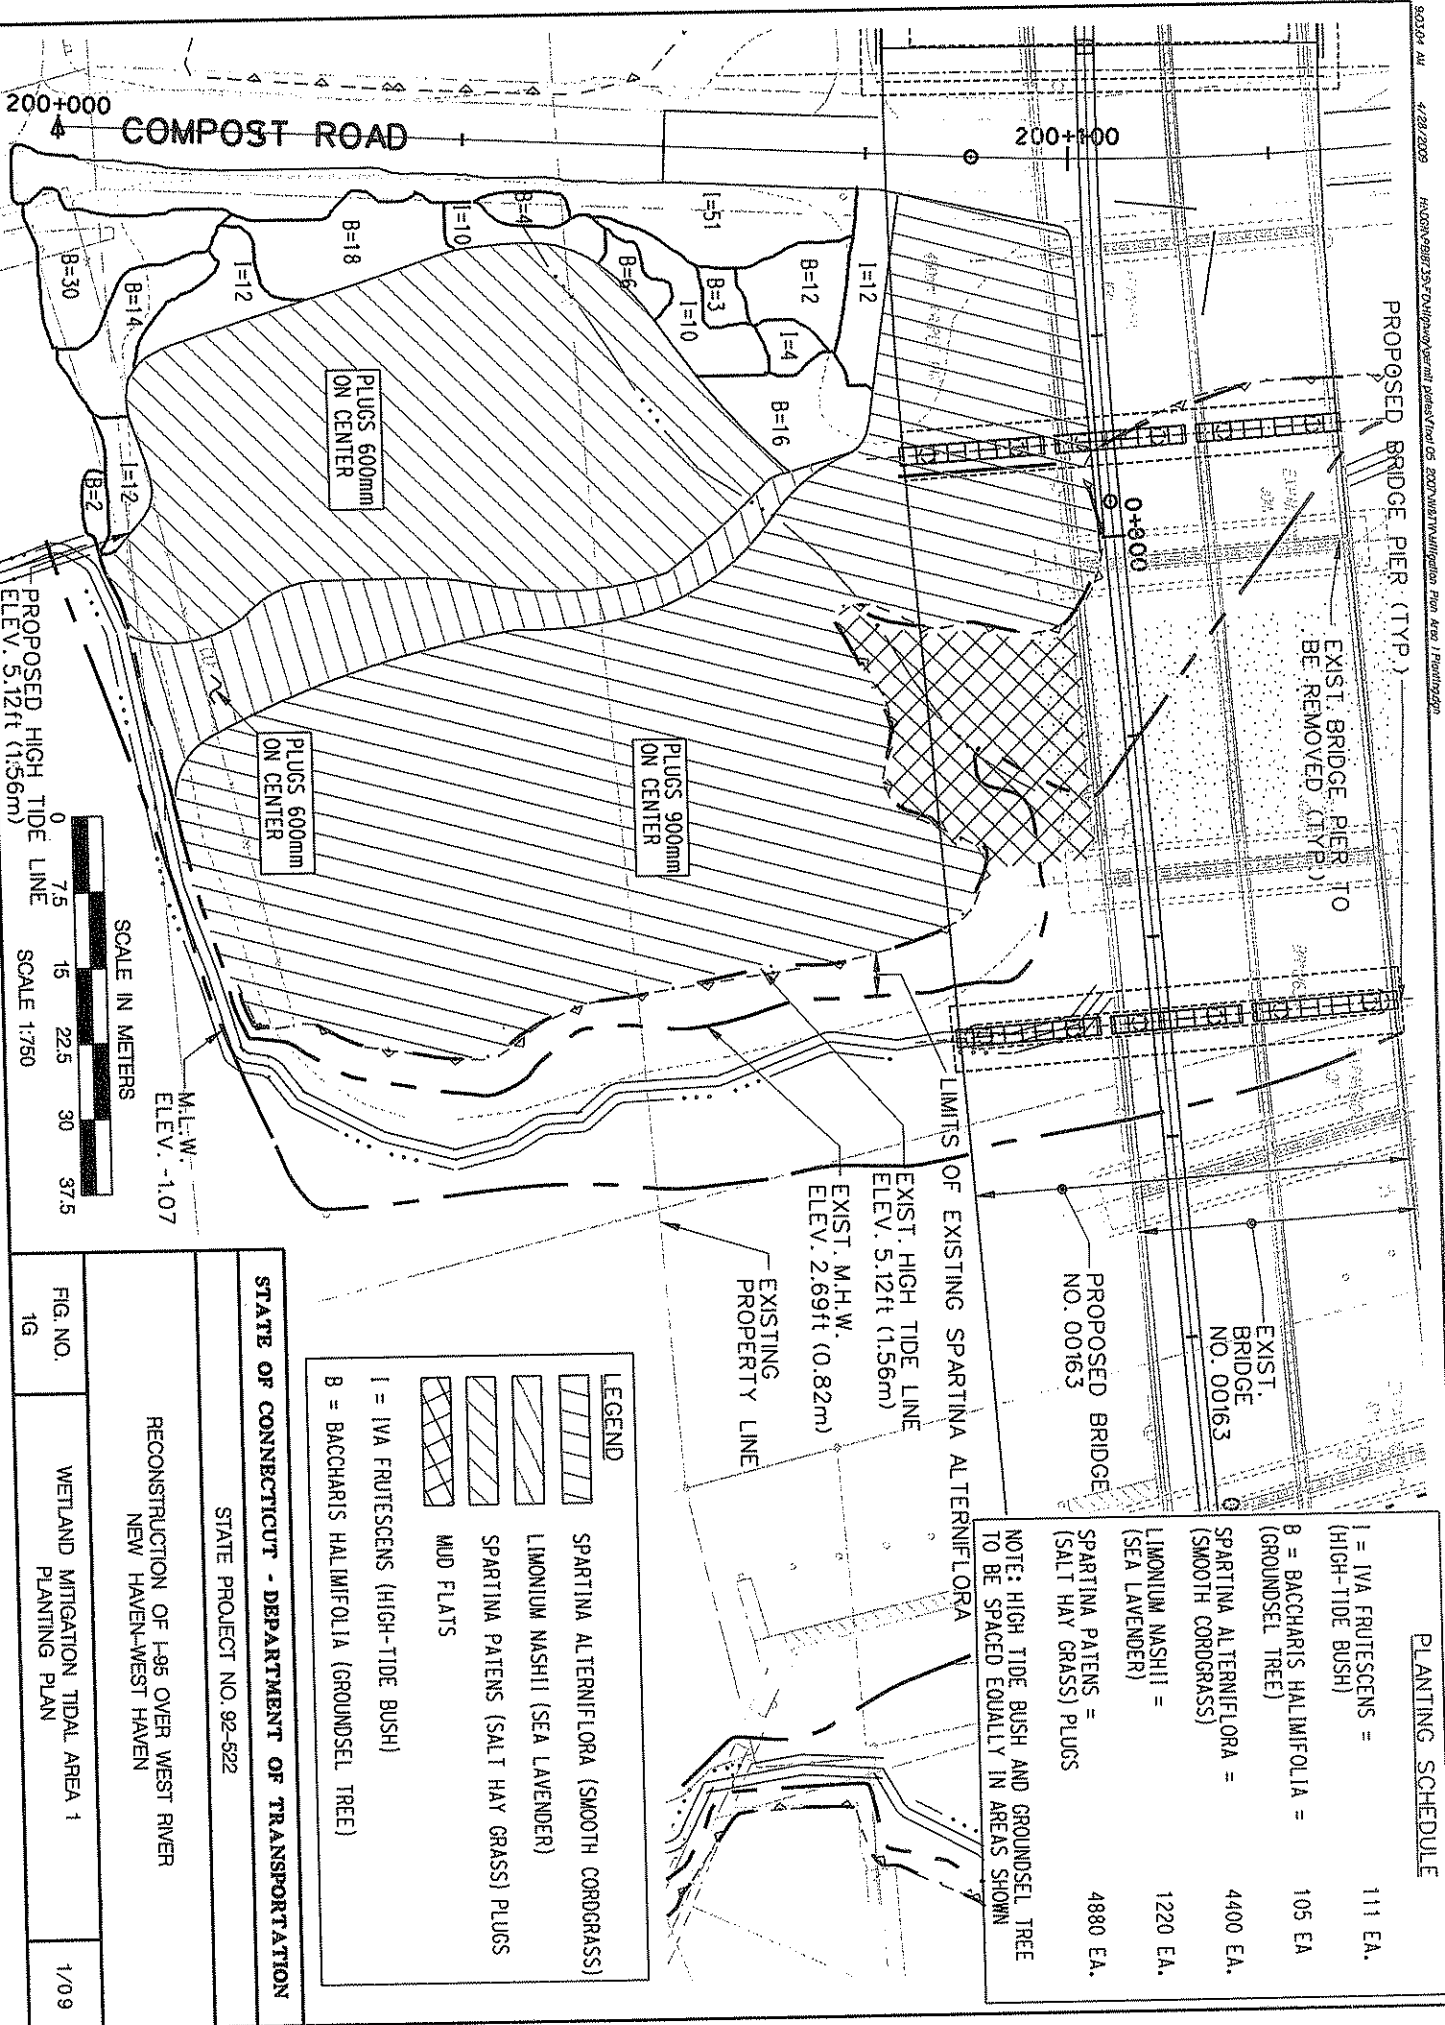 9:03:04 AM 4/28/2009
PLANTING SCHEDULE
I = IVA FRUTESCENS = 111 EA.
(HIGH-TIDE BUSH)
B = BACCHARIS HALIMIFOLIA = 105 EA
(GROUNDSEL TREE)
SPARTINA ALTERNIFLORA = 4400 EA.
(SMOOTH CORDGRASS)
LIMONIUM NASHII = 1220 EA.
(SEA LAVENDER)
SPARTINA PATENS = 4880 EA.
(SALT HAY GRASS) PLUGS
NOTE: HIGH TIDE BUSH AND GROUNDSEL TREE
TO BE SPACED EQUALLY IN AREAS SHOWN
PROPOSED BRIDGE PIER (TYP.)
EXIST. BRIDGE PIER TO
BE REMOVED (TYP.)
EXIST.
BRIDGE
NO. 00163
PROPOSED BRIDGE
NO. 00163
LIMITS OF EXISTING SPARTINA ALTERNIFLORA
EXIST. HIGH TIDE LINE
ELEV. 5.12ft (1.56m)
EXIST. M.H.W.
ELEV. 2.69ft (0.82m)
EXISTING
PROPERTY LINE
200+000
COMPOST ROAD
200+100
0+800
I=51
I=12
B=12
B=3
I=4
I=10
B=6
B=16
B=4
I=10
B=18
I=12
B=14
B=30
I=12
B=2
PLUGS 600mm
ON CENTER
PLUGS 900mm
ON CENTER
PLUGS 600mm
ON CENTER
M.L.W.
ELEV. -1.07
PROPOSED HIGH TIDE LINE
ELEV. 5.12ft (1.56m)
SCALE IN METERS
0 7.5 15 22.5 30 37.5
SCALE 1:750
LEGEND
SPARTINA ALTERNIFLORA (SMOOTH CORDGRASS)
LIMONIUM NASHII (SEA LAVENDER)
SPARTINA PATENS (SALT HAY GRASS) PLUGS
MUD FLATS
I = IVA FRUTESCENS (HIGH-TIDE BUSH)
B = BACCHARIS HALIMIFOLIA (GROUNDSEL TREE)
STATE OF CONNECTICUT - DEPARTMENT OF TRANSPORTATION
STATE PROJECT NO. 92-522
RECONSTRUCTION OF I-95 OVER WEST RIVER
NEW HAVEN-WEST HAVEN
FIG. NO.
1G
WETLAND MITIGATION TIDAL AREA 1
PLANTING PLAN
1/09